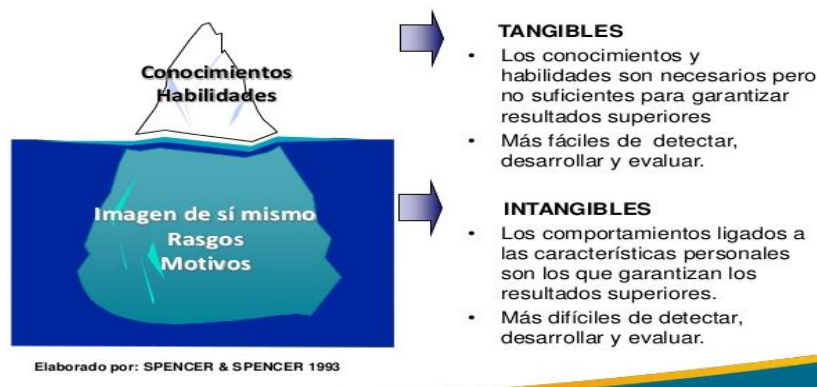 Conocimientos
Habilidades
Imagen de sí mismo
Rasgos
Motivos
Elaborado por: SPENCER & SPENCER 1993
TANGIBLES
• Los conocimientos y
habilidades son necesarios pero
no suficientes para garantizar
resultados superiores
• Más fáciles de detectar,
desarrollar y evaluar.
INTANGIBLES
• Los comportamientos ligados a
las características personales
son los que garantizan los
resultados superiores.
• Más difíciles de detectar,
desarrollar y evaluar.